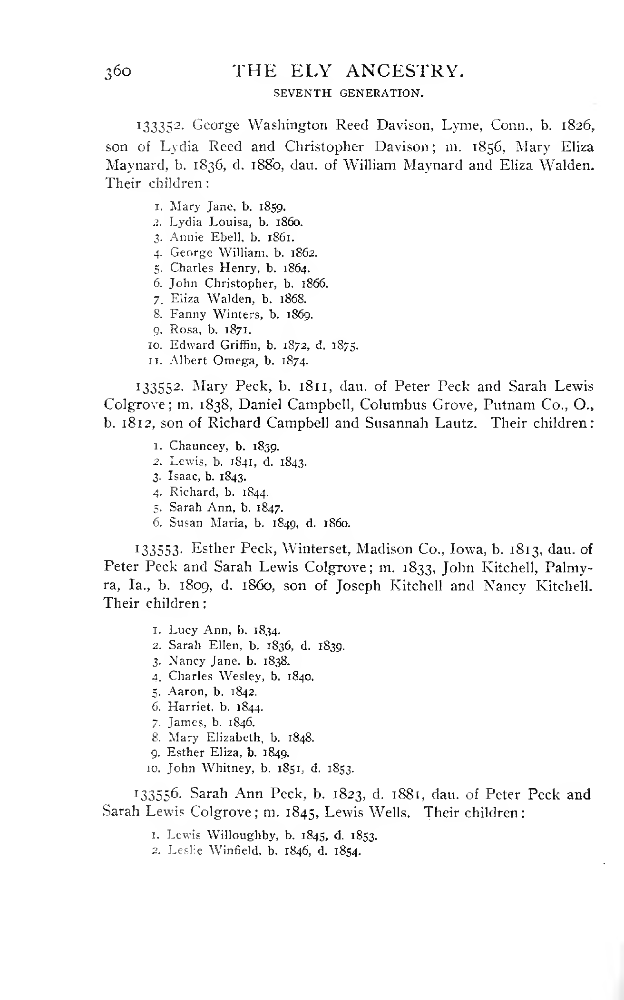 360 THE ELY ANCESTRY.
SEVENTH GENERATION.
133352. George Washington Reed Davison, Lyme, Conn., b. 1826,
son of Lydia Reed and Christopher Davison; m. 1856, Mary Eliza
Maynard, b. 1836, d. 1880, dau. of William Maynard and Eliza Walden.
Their children:
1. Mary Jane, b. 1859.
2. Lydia Louisa, b. 1860.
3. Annie Ebell, b. 1861.
4. George William, b. 1862.
5. Charles Henry, b. 1864.
6. John Christopher, b. 1866.
7. Eliza Walden, b. 1868.
8. Fanny Winters, b. 1869.
9. Rosa, b. 1871.
10. Edward Griffin, b. 1872, d. 1875.
11. Albert Omega, b. 1874.
133552. Mary Peck, b. 1811, dau. of Peter Peck and Sarah Lewis
Colgrove; m. 1838, Daniel Campbell, Columbus Grove, Putnam Co., O.,
b. 1812, son of Richard Campbell and Susannah Lautz. Their children:
1. Chauncey, b. 1839.
2. Lewis, b. 1841, d. 1843.
3. Isaac, b. 1843.
4. Richard, b. 1844.
5. Sarah Ann, b. 1847.
6. Susan Maria, b. 1849, d. 1860.
133553. Esther Peck, Winterset, Madison Co., Iowa, b. 1813, dau. of
Peter Peck and Sarah Lewis Colgrove; m. 1833, John Kitchell, Palmy-
ra, Ia., b. 1809, d. 1860, son of Joseph Kitchell and Nancy Kitchell.
Their children:
1. Lucy Ann, b. 1834.
2. Sarah Ellen, b. 1836, d. 1839.
3. Nancy Jane, b. 1838.
4. Charles Wesley, b. 1840.
5. Aaron, b. 1842.
6. Harriet, b. 1844.
7. James, b. 1846.
8. Mary Elizabeth, b. 1848.
9. Esther Eliza, b. 1849.
10. John Whitney, b. 1851, d. 1853.
133556. Sarah Ann Peck, b. 1823, d. 1881, dau. of Peter Peck and
Sarah Lewis Colgrove; m. 1845, Lewis Wells. Their children:
1. Lewis Willoughby, b. 1845, d. 1853.
2. Leslie Winfield, b. 1846, d. 1854.